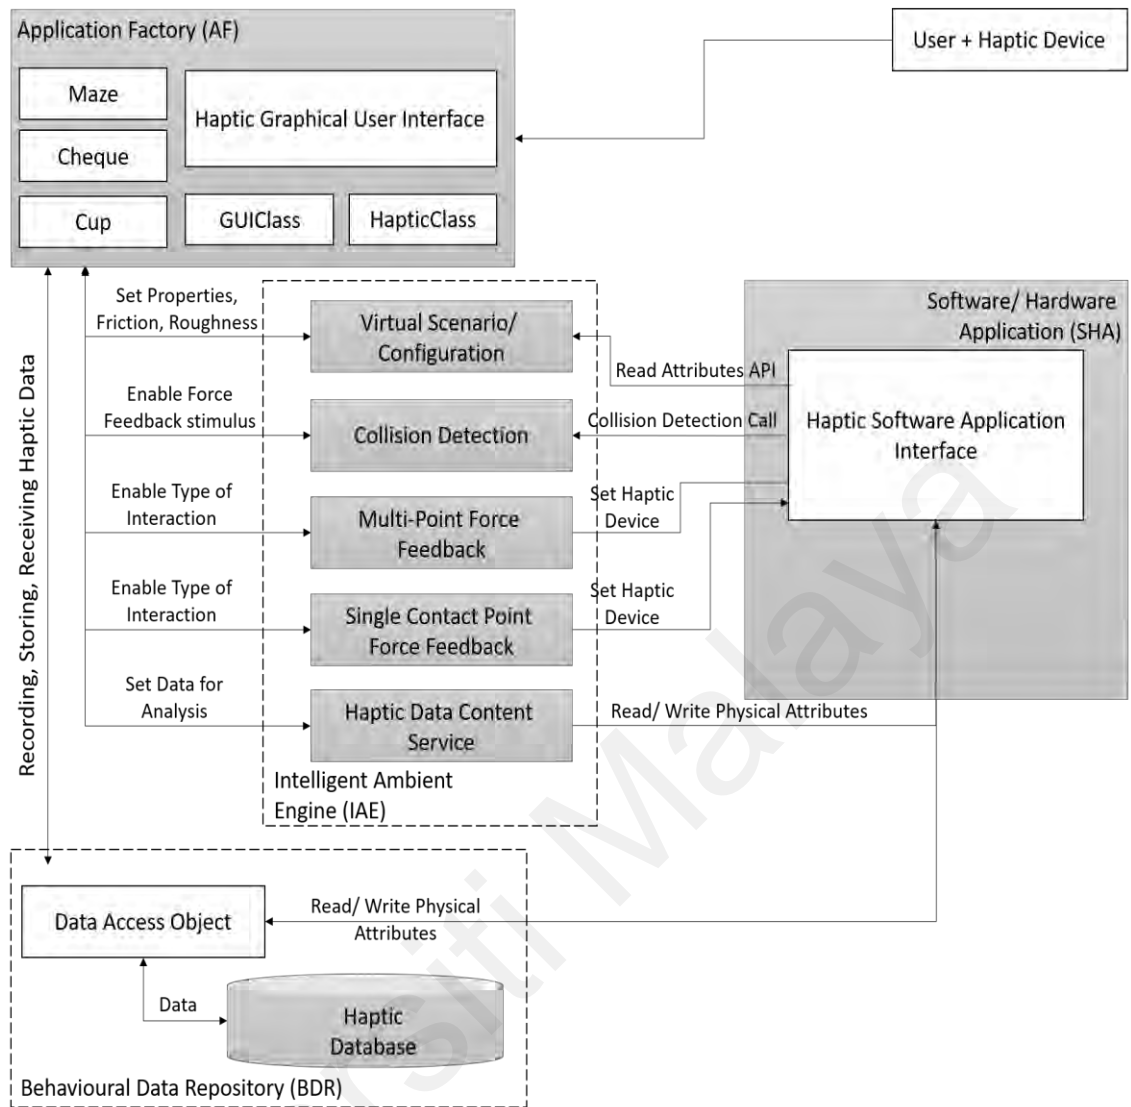 Application Factory (AF)
User + Haptic Device
Maze
Haptic Graphical User Interface
Cheque
Cup
GUIClass
HapticClass
Recording, Storing, Receiving Haptic Data
Set Properties,
Friction, Roughness
Virtual Scenario/
Configuration
Software/ Hardware
Application (SHA)
Read Attributes API
Enable Force
Feedback stimulus
Collision Detection
Collision Detection Call
Haptic Software Application
Interface
Enable Type of
Interaction
Multi-Point Force
Feedback
Set Haptic
Device
Enable Type of
Interaction
Single Contact Point
Force Feedback
Set Haptic
Device
Set Data for
Analysis
Haptic Data Content
Service
Read/ Write Physical Attributes
Intelligent Ambient
Engine (IAE)
Data Access Object
Read/ Write Physical
Attributes
Data
Haptic
Database
Behavioural Data Repository (BDR)
rsiti Malaya